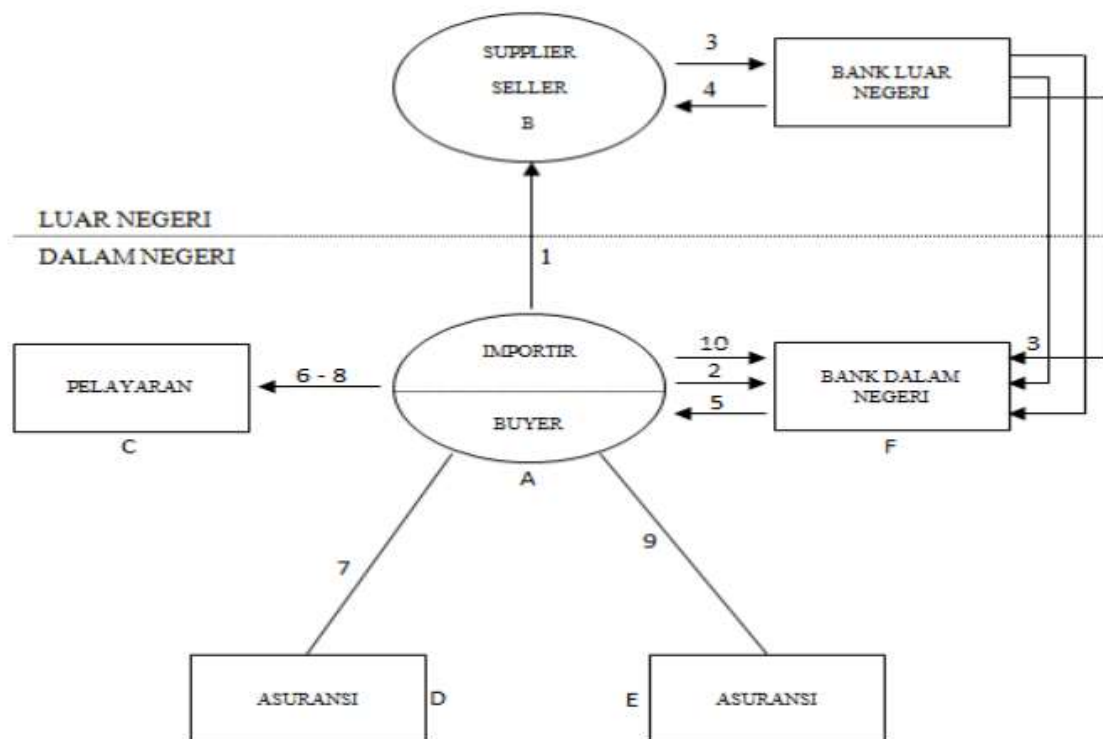 SUPPLIER
SELLER
B
3
4
BANK LUAR
NEGERI
LUAR NEGERI
DALAM NEGERI
1
PELAYARAN
C
6 - 8
IMPORTIR
BUYER
A
10
2
5
BANK DALAM
NEGERI
F
3
7
9
ASURANSI
D
E
ASURANSI